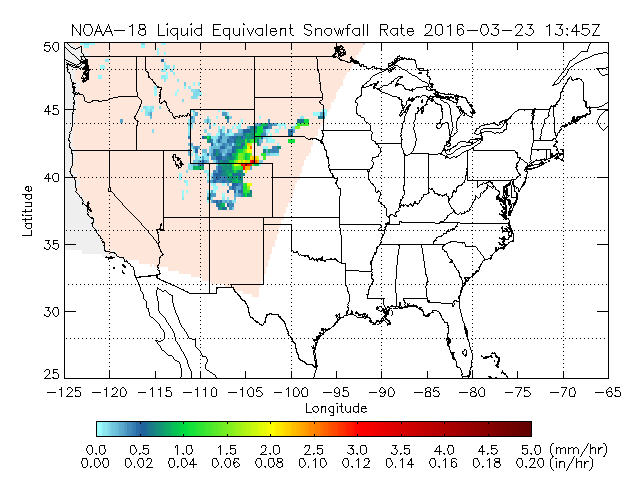 NOAA-18 Liquid Equivalent Snowfall Rate 2016-03-23 13:45Z
50
45
40
35
30
25
Latitude
-125 -120 -115 -110 -105 -100 -95 -90 -85 -80 -75 -70 -65
Longitude
0.0 0.5 1.0 1.5 2.0 2.5 3.0 3.5 4.0 4.5 5.0 (mm/hr)
0.00 0.02 0.04 0.06 0.08 0.10 0.12 0.14 0.16 0.18 0.20 (in/hr)